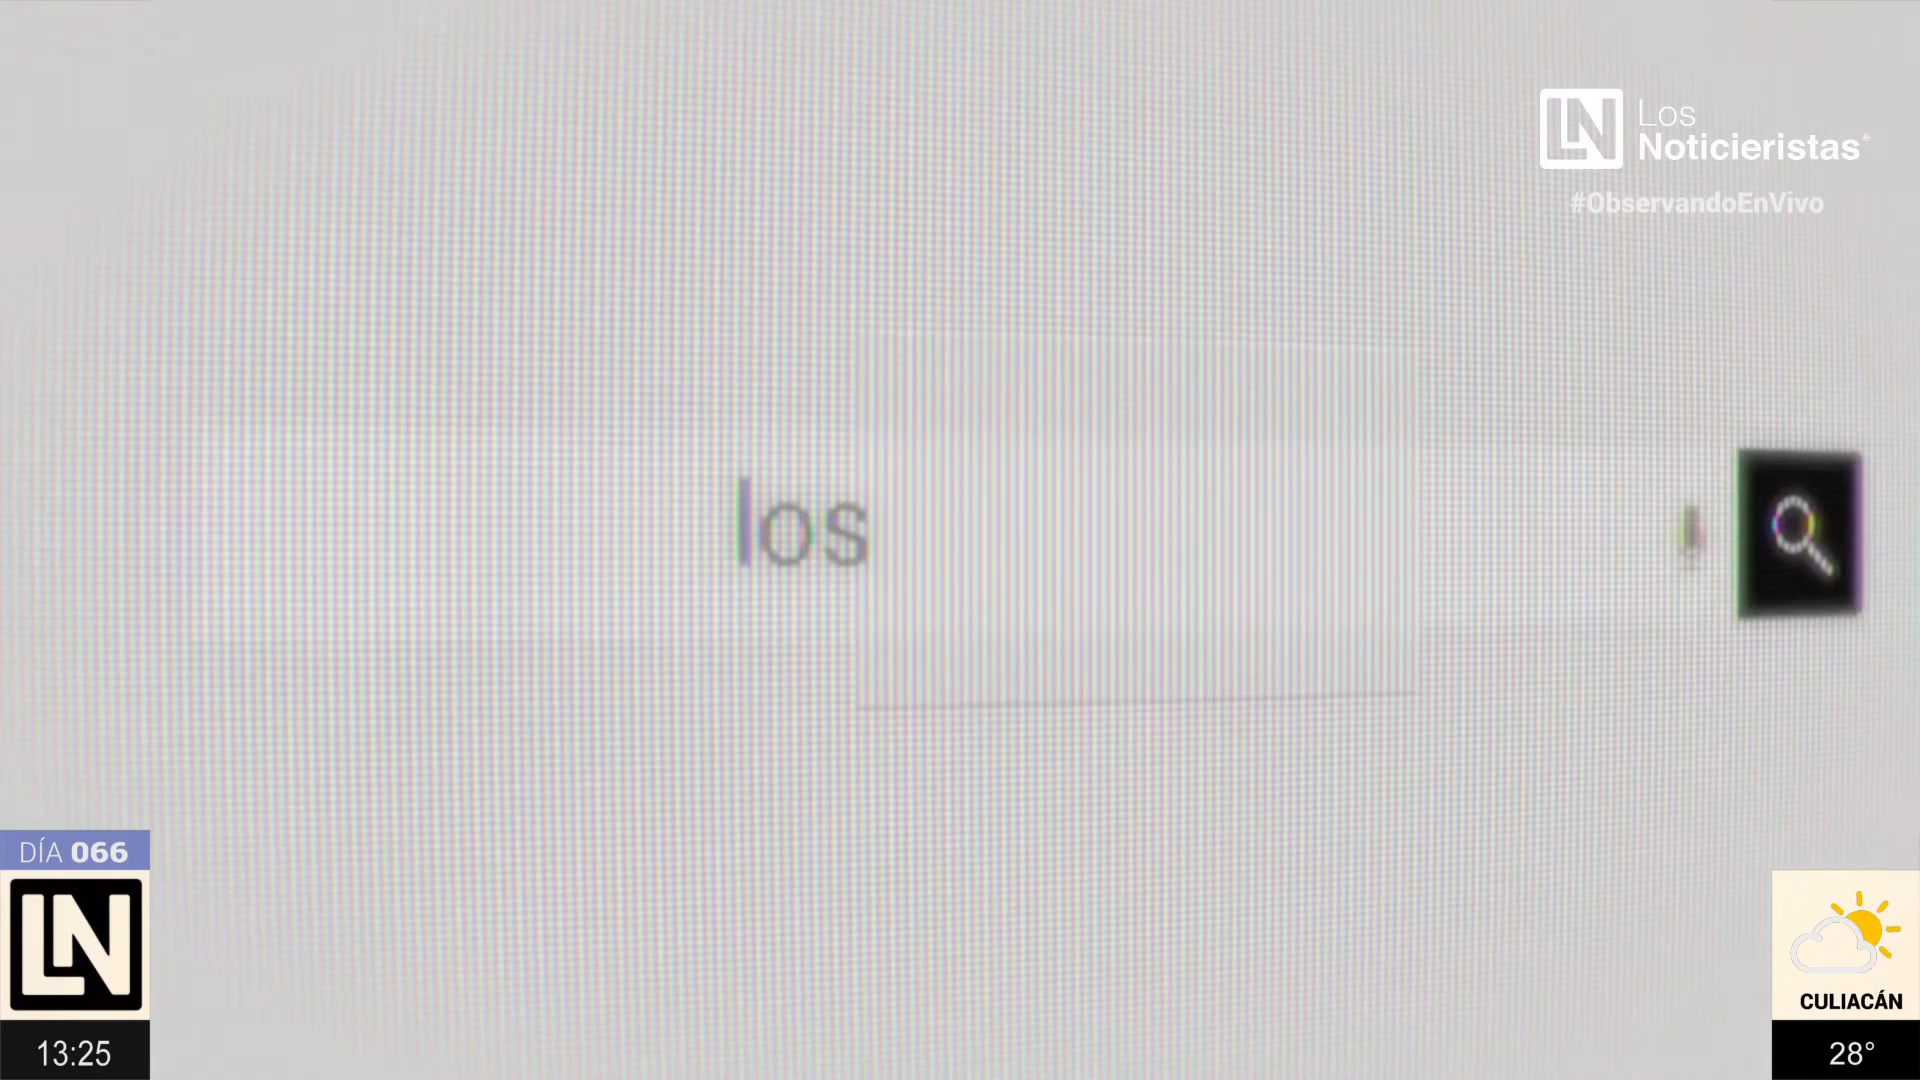 Los
Noticieristas®
#ObservandoEnVivo
los
DÍA 066
LN
13:25
CULIACÁN
28°